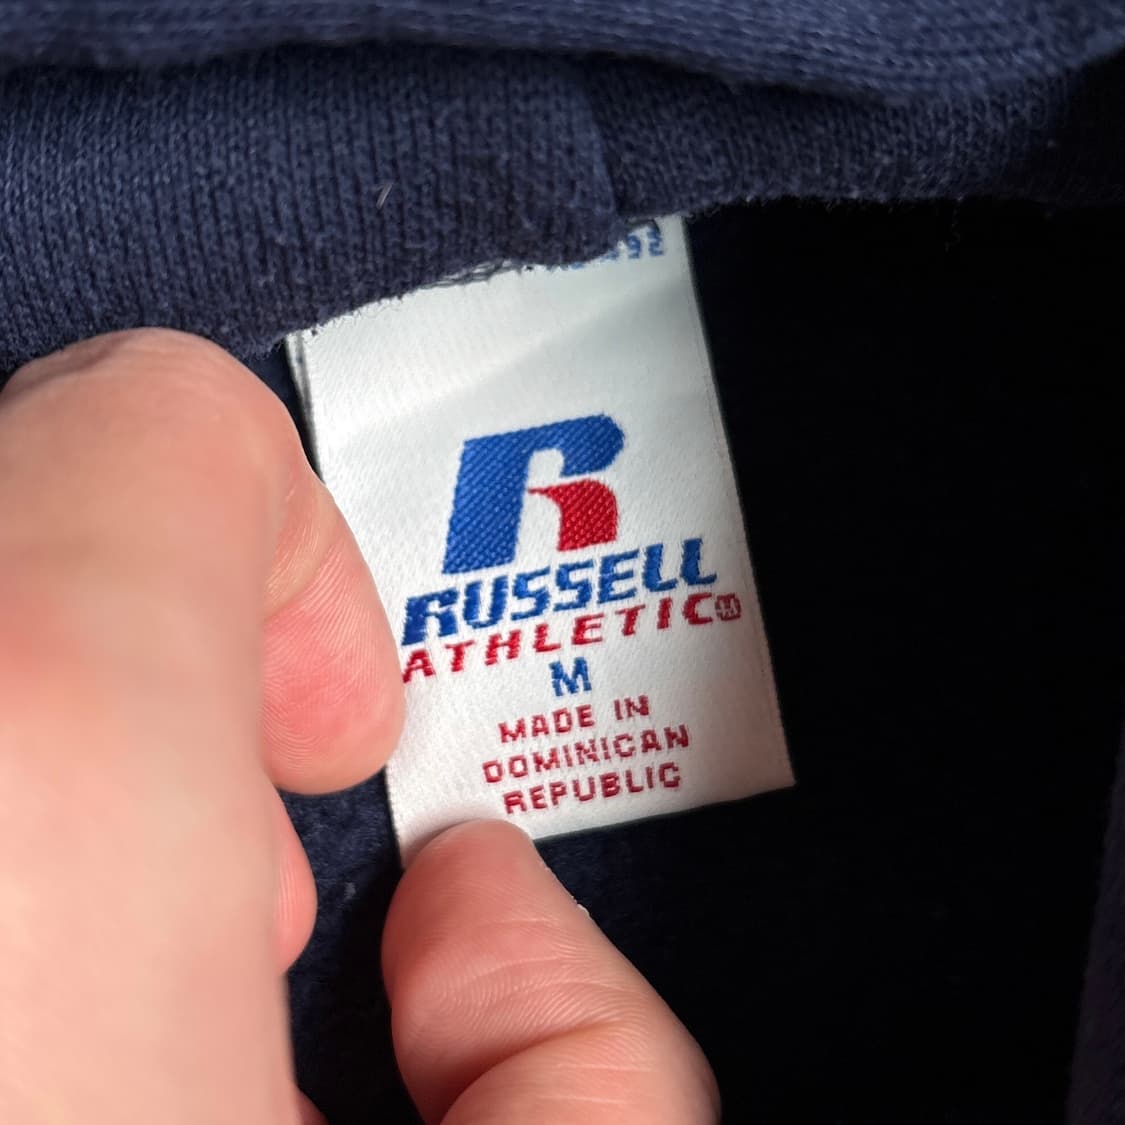 RUSSELL
ATHLETIC®
M
MADE IN
DOMINICAN
REPUBLIC